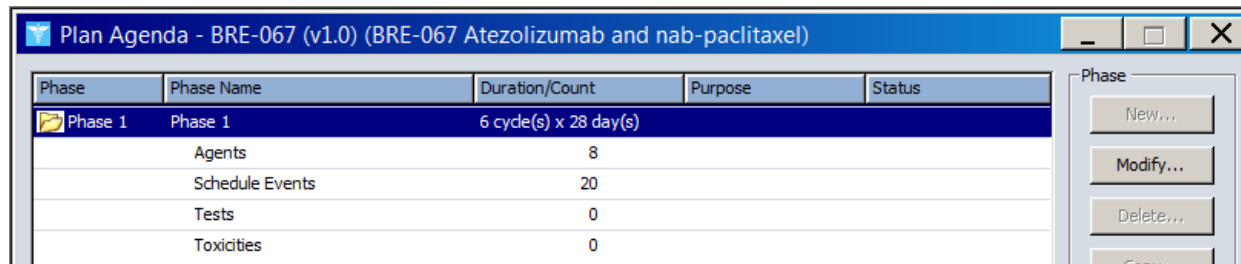 Plan Agenda - BRE-067 (v1.0) (BRE-067 Atezolizumab and nab-paclitaxel)
Phase Phase Name Duration/Count Purpose Status
Phase 1 Phase 1 6 cycle(s) x 28 day(s)
Agents 8
Schedule Events 20
Tests 0
Toxicities 0
Phase
New...
Modify...
Delete...